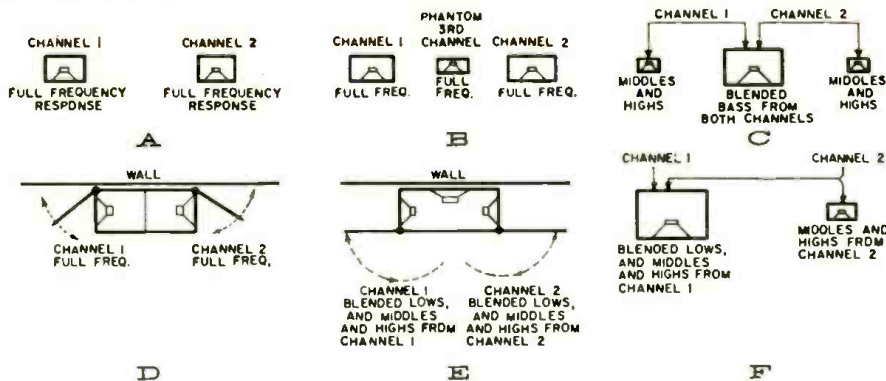 CHANNEL 1
CHANNEL 2
FULL FREQUENCY
RESPONSE
FULL FREQUENCY
RESPONSE
A
PHANTOM
3RD
CHANNEL
CHANNEL 1
CHANNEL 2
FULL FREQ.
FULL
FREQ.
FULL FREQ.
B
CHANNEL 1
CHANNEL 2
MIDDLES
AND
HIGHS
BLENDED
BASS FROM
BOTH CHANNELS
MIDDLES
AND
HIGHS
C
WALL
CHANNEL 1
FULL FREQ.
CHANNEL 2
FULL FREQ.
D
WALL
CHANNEL 1
BLENDED LOWS,
AND MIDDLES
AND HIGHS FROM
CHANNEL 1
CHANNEL 2
BLENDED LOWS,
AND MIDDLES
AND HIGHS FROM
CHANNEL 2
E
CHANNEL 1
CHANNEL 2
BLENDED LOWS,
AND MIDDLES
AND HIGHS FROM
CHANNEL 1
MIDDLES AND
HIGHS FROM
CHANNEL 2
F